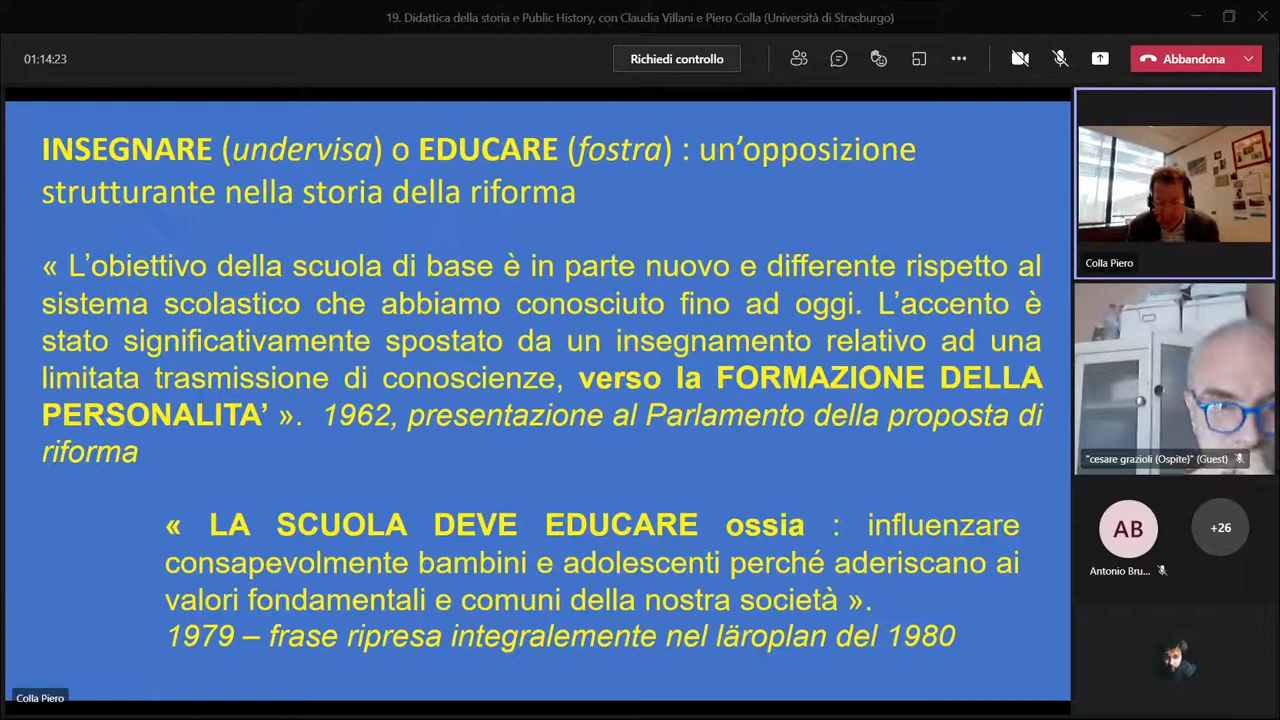 19. Didattica della storia e Public History, con Claudia Villani e Piero Colla (Università di Strasburgo)
01:14:23
Richiedi controllo
Abbandona
INSEGNARE (undervisa) o EDUCARE (fostra) : un’opposizione
strutturante nella storia della riforma
« L’obiettivo della scuola di base è in parte nuovo e differente rispetto al
sistema scolastico che abbiamo conosciuto fino ad oggi. L’accento è
stato significativamente spostato da un insegnamento relativo ad una
limitata trasmissione di conoscienze, verso la FORMAZIONE DELLA
PERSONALITA’ ». 1962, presentazione al Parlamento della proposta di
riforma
« LA SCUOLA DEVE EDUCARE ossia : influenzare
consapevolmente bambini e adolescenti perché aderiscano ai
valori fondamentali e comuni della nostra società ».
1979 – frase ripresa integralemente nel läroplan del 1980
Colla Piero
Colla Piero
"cesare grazioli (Ospite)" (Guest)
AB
+26
Antonio Bru...